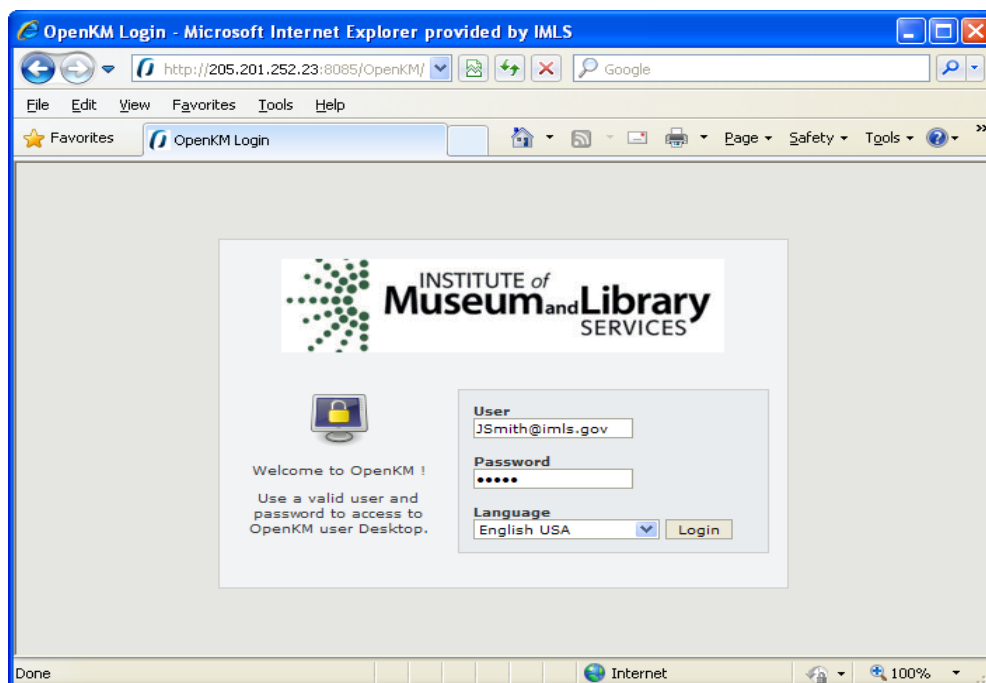 OpenKM Login - Microsoft Internet Explorer provided by IMLS
http://205.201.252.23:8085/OpenKM/
Google
File Edit View Favorites Tools Help
Favorites
OpenKM Login
Page Safety Tools
»
INSTITUTE of
Museum and Library
SERVICES
User
JSmith@imls.gov
Password
•••••
Language
English USA
Login
Welcome to OpenKM !
Use a valid user and
password to access to
OpenKM user Desktop.
Done
Internet
100%